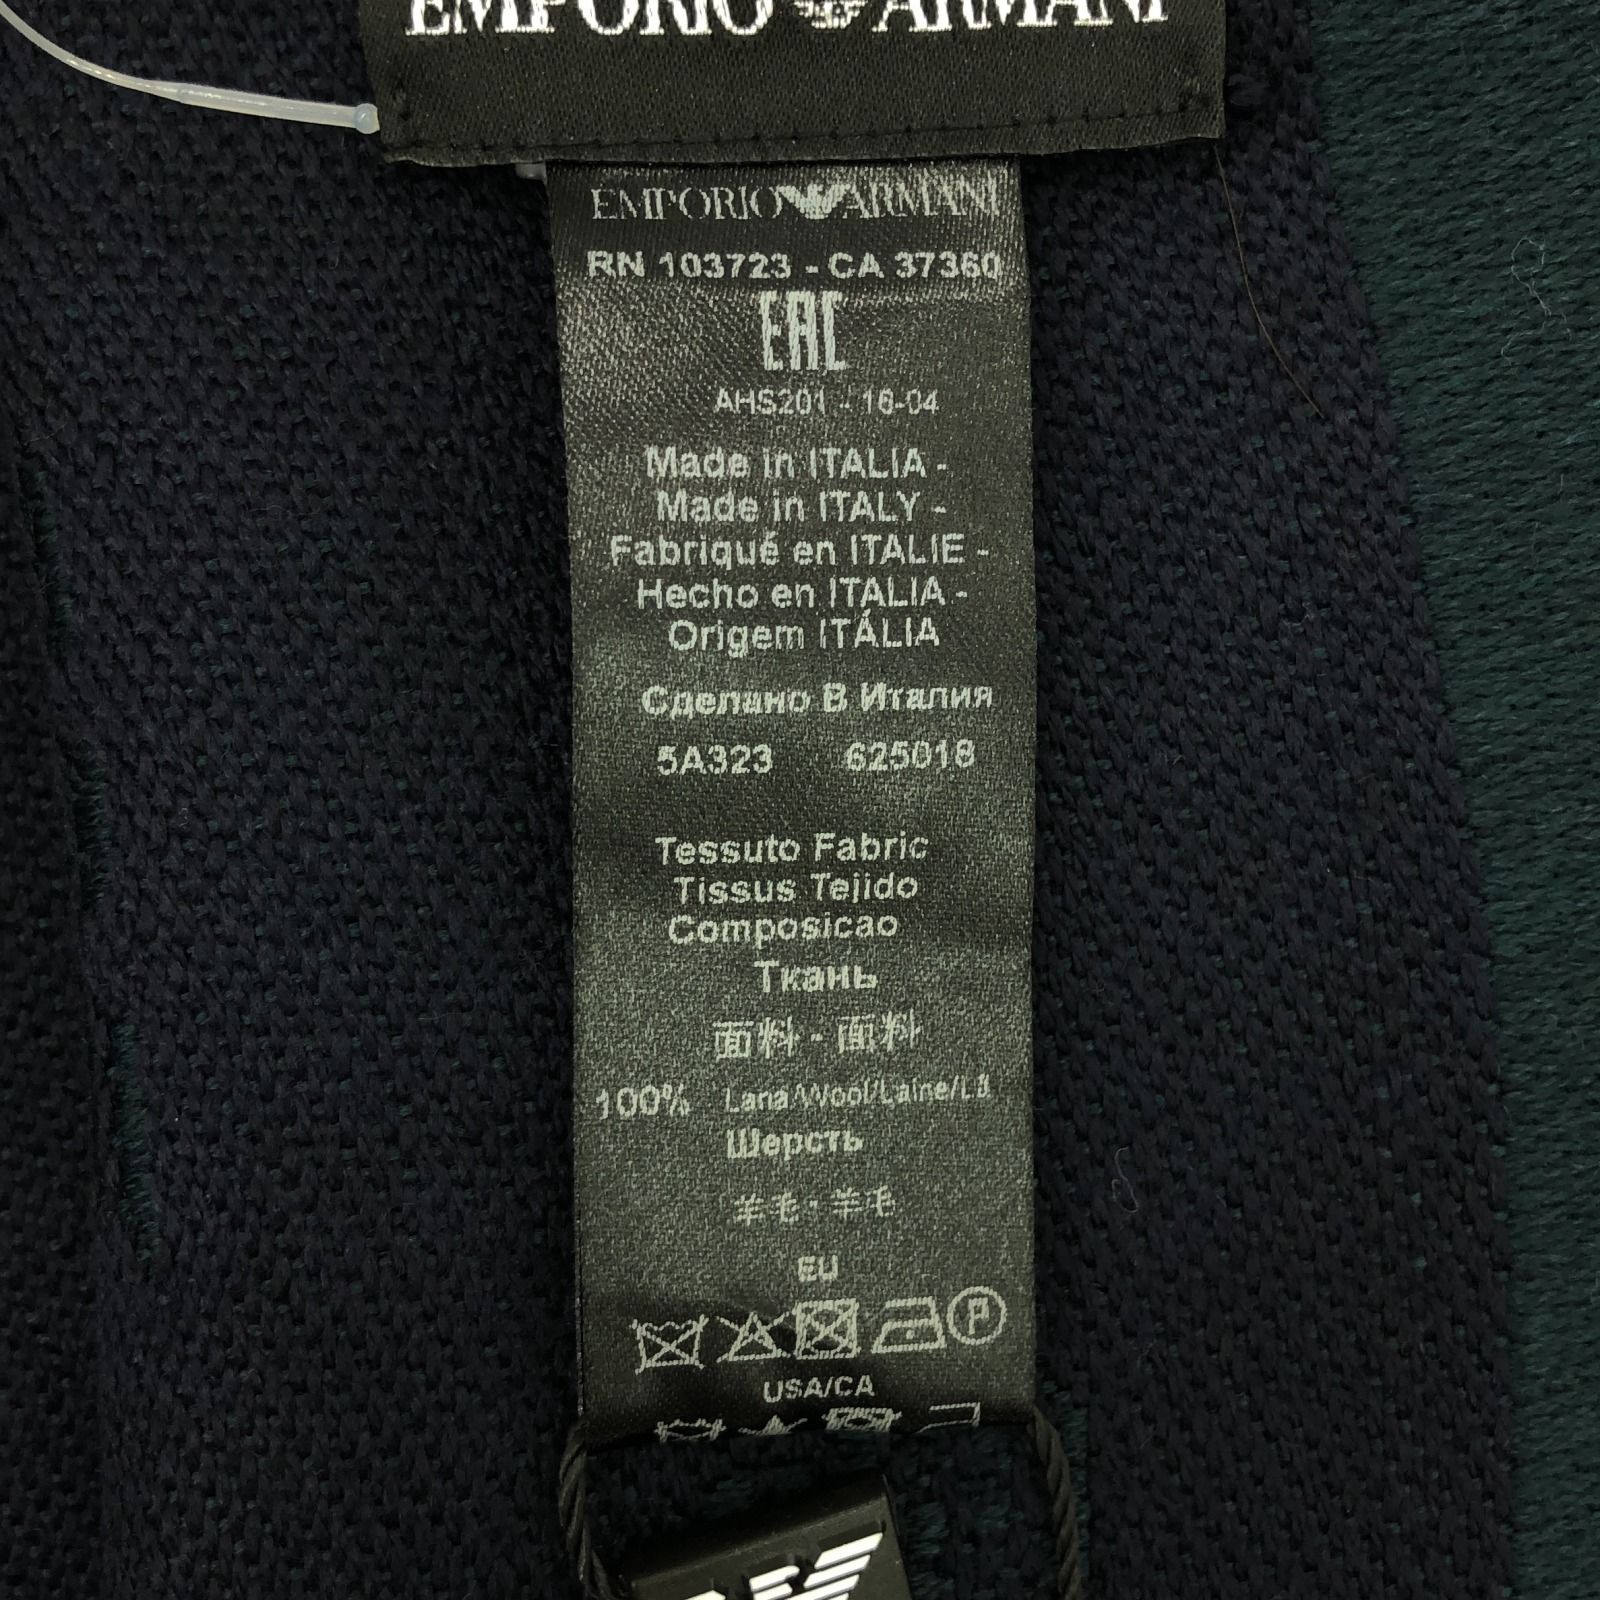 EMPORIO ARMANI
EMPORIO ARMANI
RN 103723 - CA 37360
EAC
AHS201 - 16-04
Made in ITALIA -
Made in ITALY -
Fabriqué en ITALIE -
Hecho en ITALIA -
Origem ITÁLIA
Сделано В Италия
5A323 625018
Tessuto Fabric
Tissus Tejido
Composicao
Ткань
面料 - 面料
100% Lana/Wool/Laine/Lã
Шерсть
羊毛 - 羊毛
EU
P
USA/CA